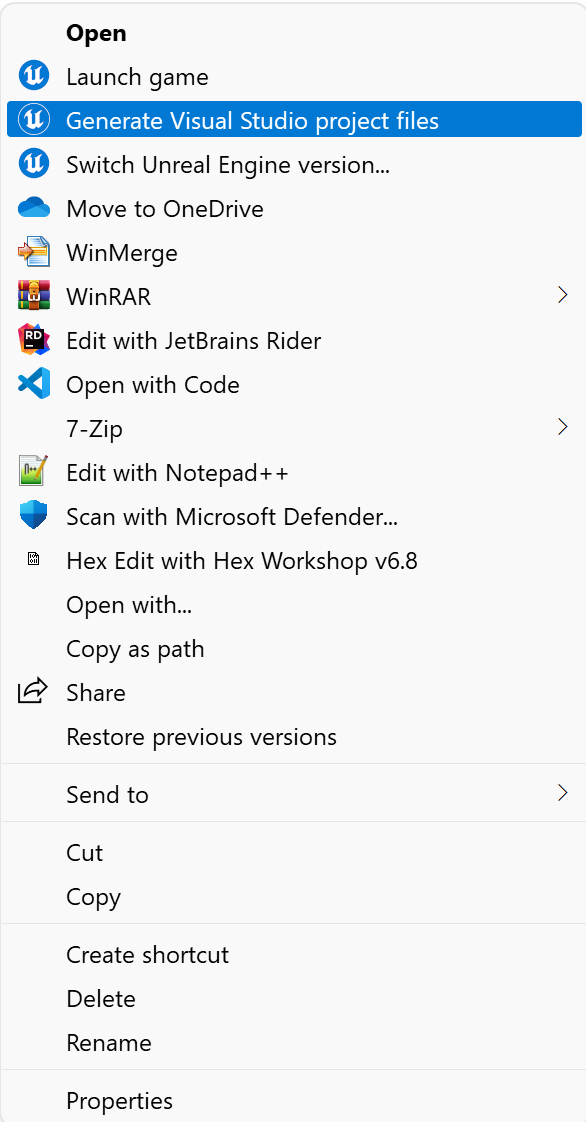 Open
Launch game
Generate Visual Studio project files
Switch Unreal Engine version...
Move to OneDrive
WinMerge
WinRAR
Edit with JetBrains Rider
Open with Code
7-Zip
Edit with Notepad++
Scan with Microsoft Defender...
Hex Edit with Hex Workshop v6.8
Open with...
Copy as path
Share
Restore previous versions
Send to
Cut
Copy
Create shortcut
Delete
Rename
Properties